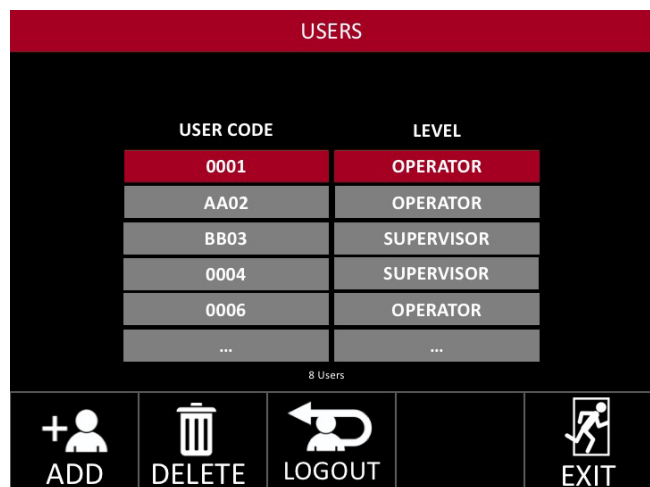 USERS
USER CODE LEVEL
0001 OPERATOR
AA02 OPERATOR
BB03 SUPERVISOR
0004 SUPERVISOR
0006 OPERATOR
... ...
8 Users
ADD DELETE LOGOUT EXIT